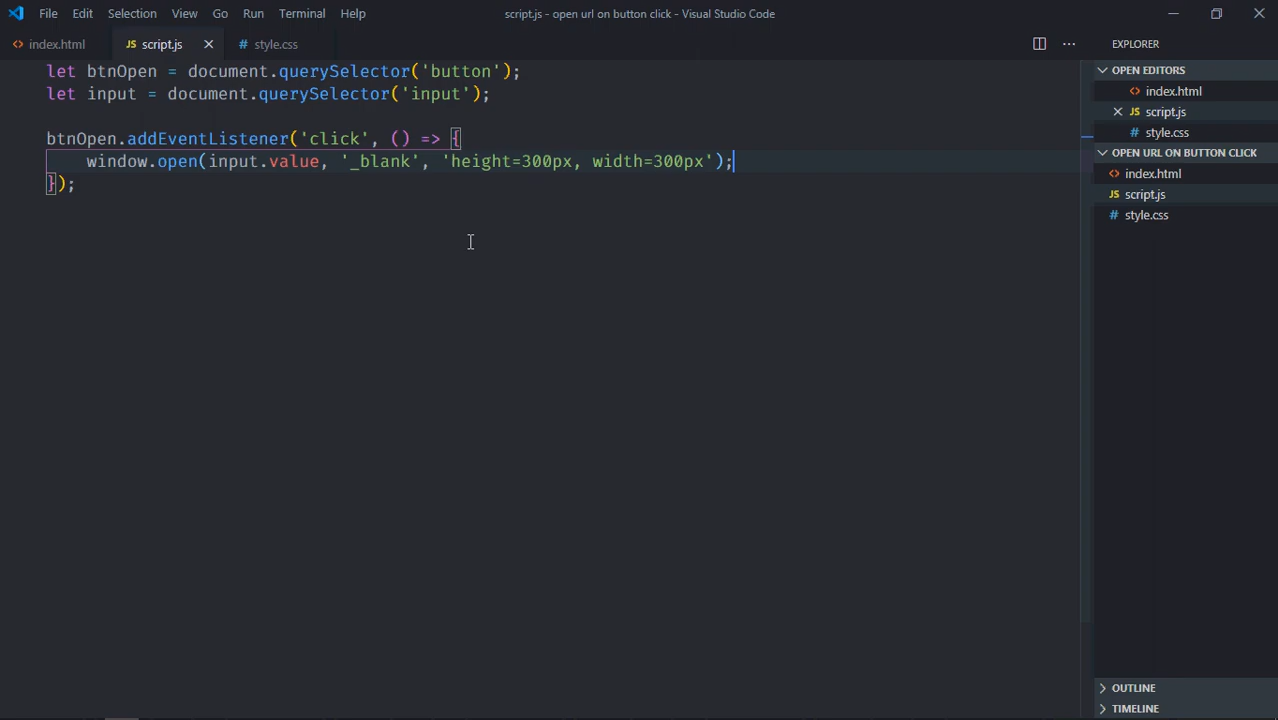 File Edit Selection View Go Run Terminal Help
script.js - open url on button click - Visual Studio Code
<> index.html
JS script.js
# style.css
EXPLORER
let btnOpen = document.querySelector('button');
let input = document.querySelector('input');
btnOpen.addEventListener('click', () => {
window.open(input.value, '_blank', 'height=300px, width=300px');
});
OPEN EDITORS
<> index.html
JS script.js
# style.css
OPEN URL ON BUTTON CLICK
<> index.html
JS script.js
# style.css
OUTLINE
TIMELINE